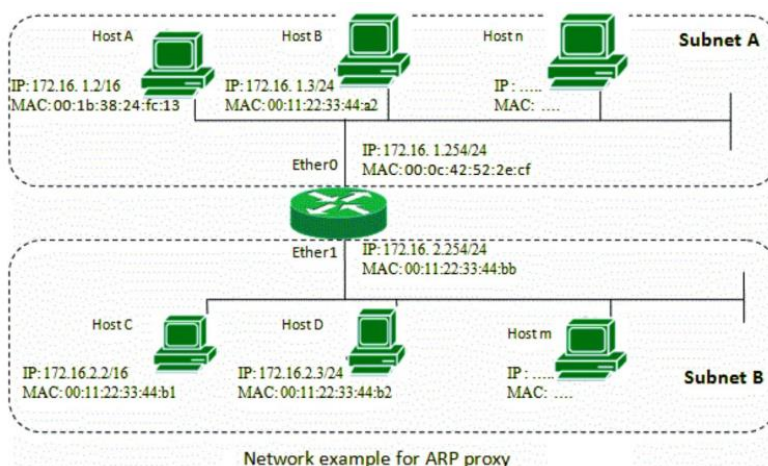 Host A
Host B
Host n
Subnet A
IP: 172.16. 1.2/16
MAC: 00:1b:38:24:fc:13
IP: 172.16. 1.3/24
MAC: 00:11:22:33:44:a2
IP : .....
MAC: ....
Ether0
IP: 172.16. 1.254/24
MAC: 00:0c:42:52:2e:cf
Ether1
IP: 172.16. 2.254/24
MAC: 00:11:22:33:44:bb
Host C
Host D
Host m
IP: 172.16.2.2/16
MAC: 00:11:22:33:44:b1
IP: 172.16.2.3/24
MAC: 00:11:22:33:44:b2
IP : .....
MAC: ....
Subnet B
Network example for ARP proxy